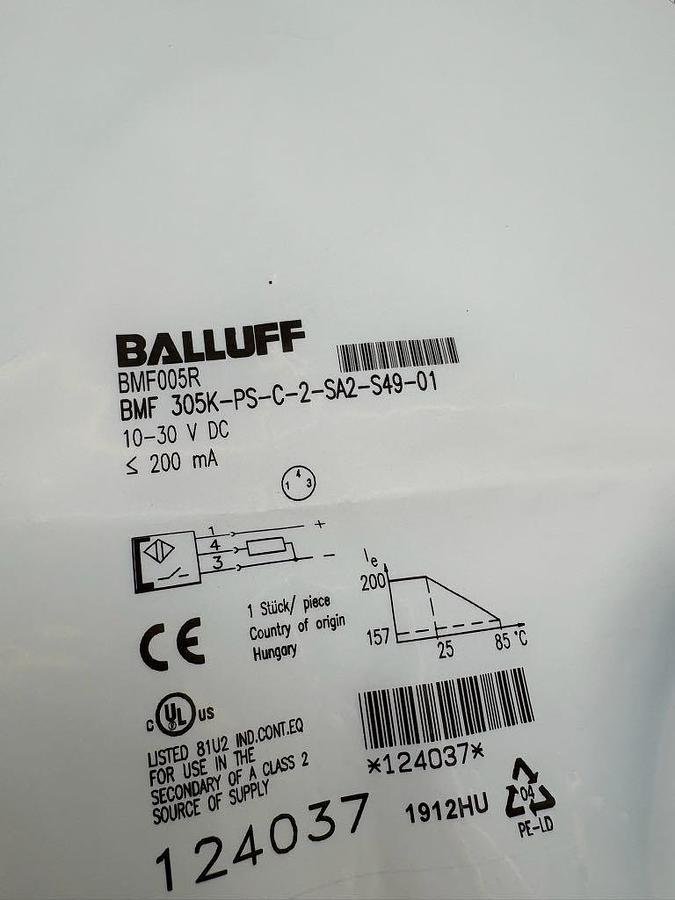 BALLUFF
BMF005R
BMF 305K-PS-C-2-SA2-S49-01
10-30 V DC
≤ 200 mA
4
1 3
1 +
4
3 -
1 Stück/ piece
Country of origin
Hungary
Ie
200
157
25 85 °C
CE
c UL US
LISTED 81U2 IND.CONT.EQ
FOR USE IN THE
SECONDARY OF A CLASS 2
SOURCE OF SUPPLY
*124037*
124037
1912HU
04
PE-LD